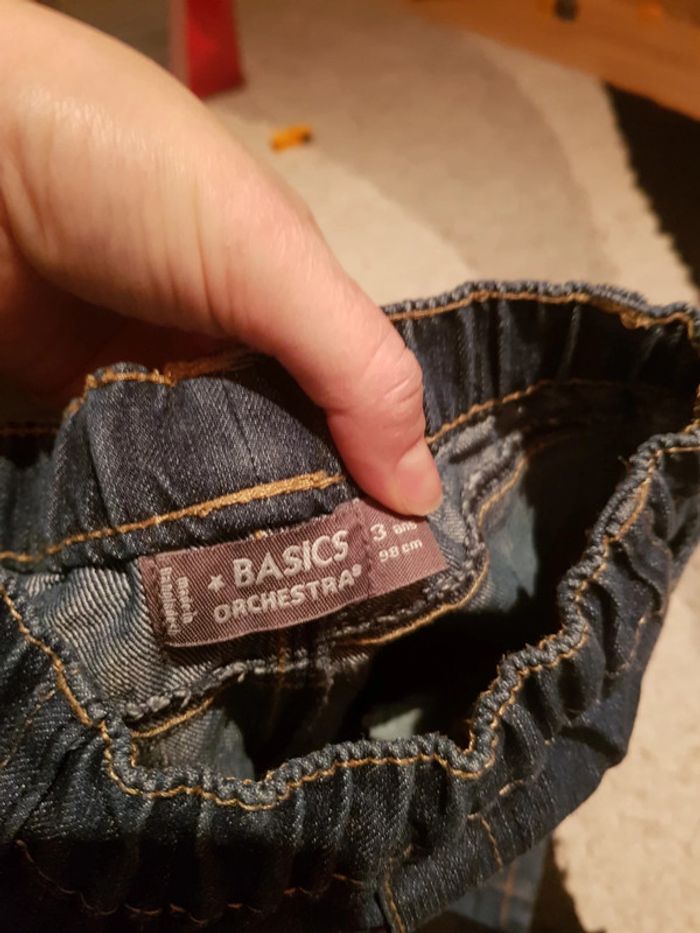 ★ BASICS
ORCHESTRA®
3 ans
98 cm